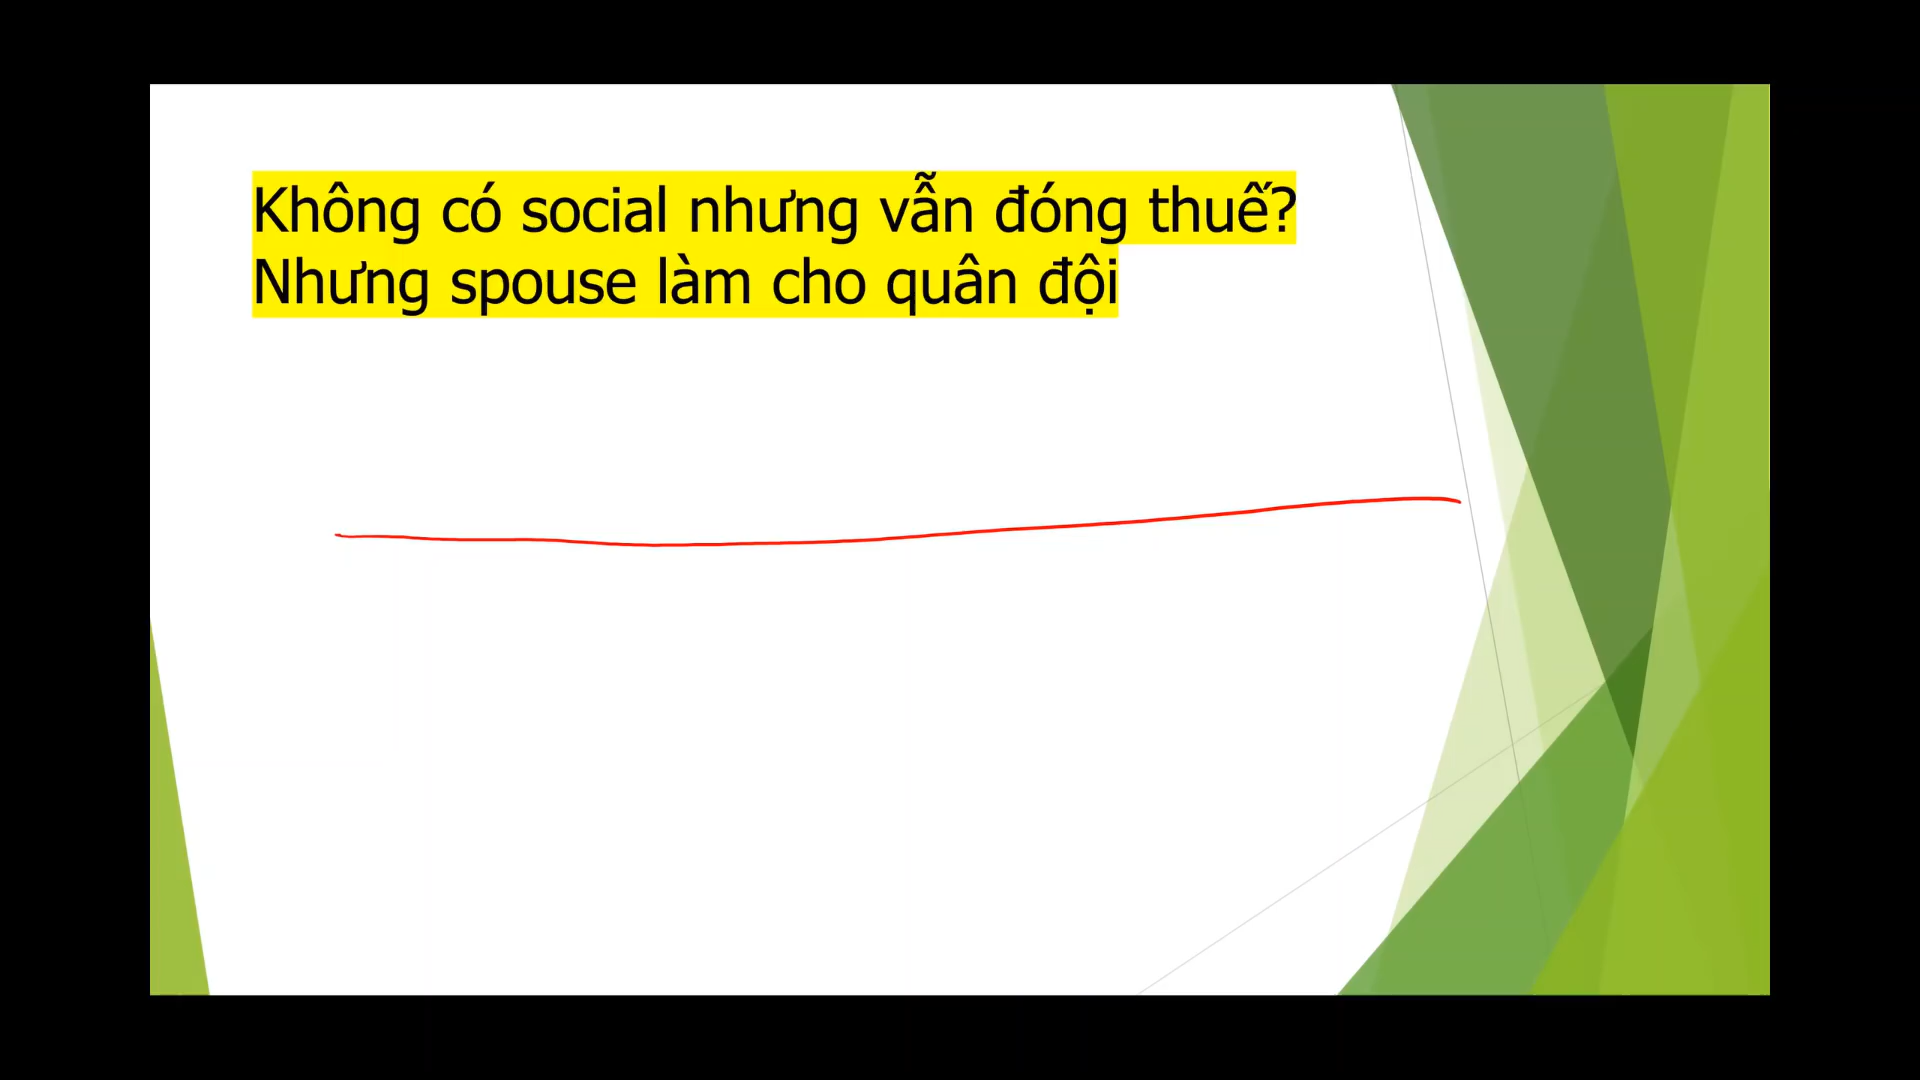 Không có social nhưng vẫn đóng thuế?
Nhưng spouse làm cho quân đội